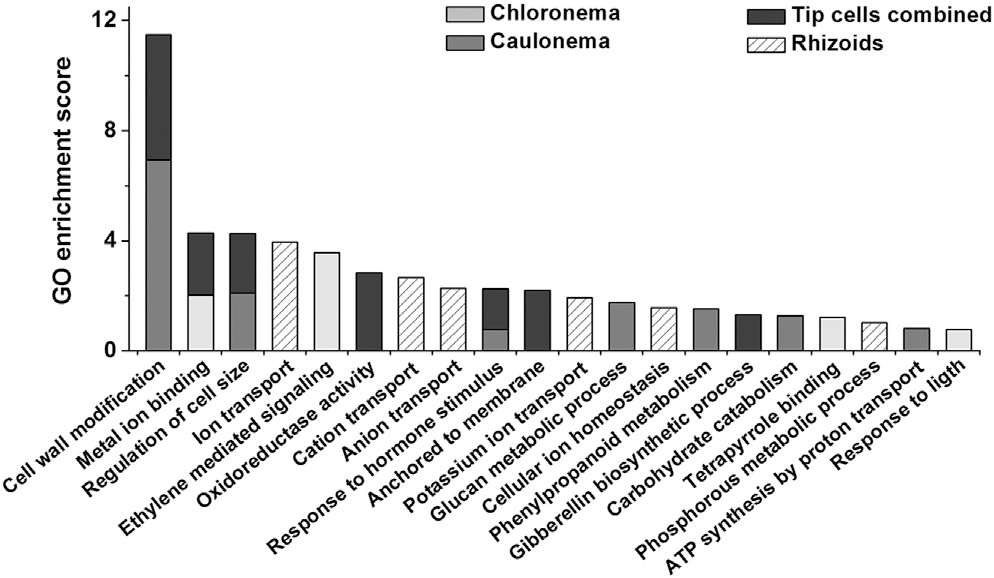 Chloronema
Caulonema
Tip cells combined
Rhizoids
GO enrichment score
12
8
4
0
Cell wall modification
Metal ion binding
Regulation of cell size
Ion transport
Ethylene mediated signaling
Oxidoreductase activity
Cation transport
Anion transport
Response to hormone stimulus
Anchored to membrane
Potasium ion transport
Glucan metabolic process
Cellular ion homeostasis
Phenylpropanoid metabolism
Gibberellin biosynthetic process
Carbohydrate catabolism
Tetrapyrrole binding
Phosphorous metabolic process
ATP synthesis by proton transport
Response to ligth